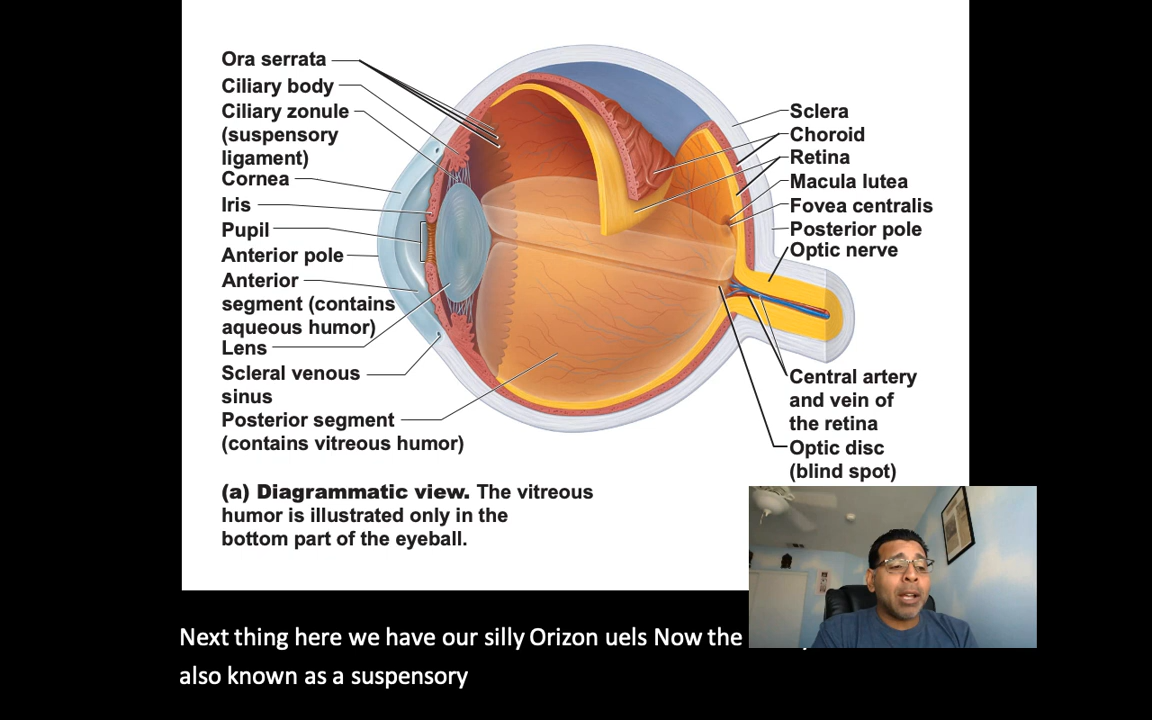 Ora serrata
Ciliary body
Ciliary zonule
(suspensory
ligament)
Cornea
Iris
Pupil
Anterior pole
Anterior
segment (contains
aqueous humor)
Lens
Scleral venous
sinus
Posterior segment
(contains vitreous humor)
Sclera
Choroid
Retina
Macula lutea
Fovea centralis
Posterior pole
Optic nerve
Central artery
and vein of
the retina
Optic disc
(blind spot)
(a) Diagrammatic view. The vitreous
humor is illustrated only in the
bottom part of the eyeball.
Next thing here we have our silly Orizon uels Now the
also known as a suspensory